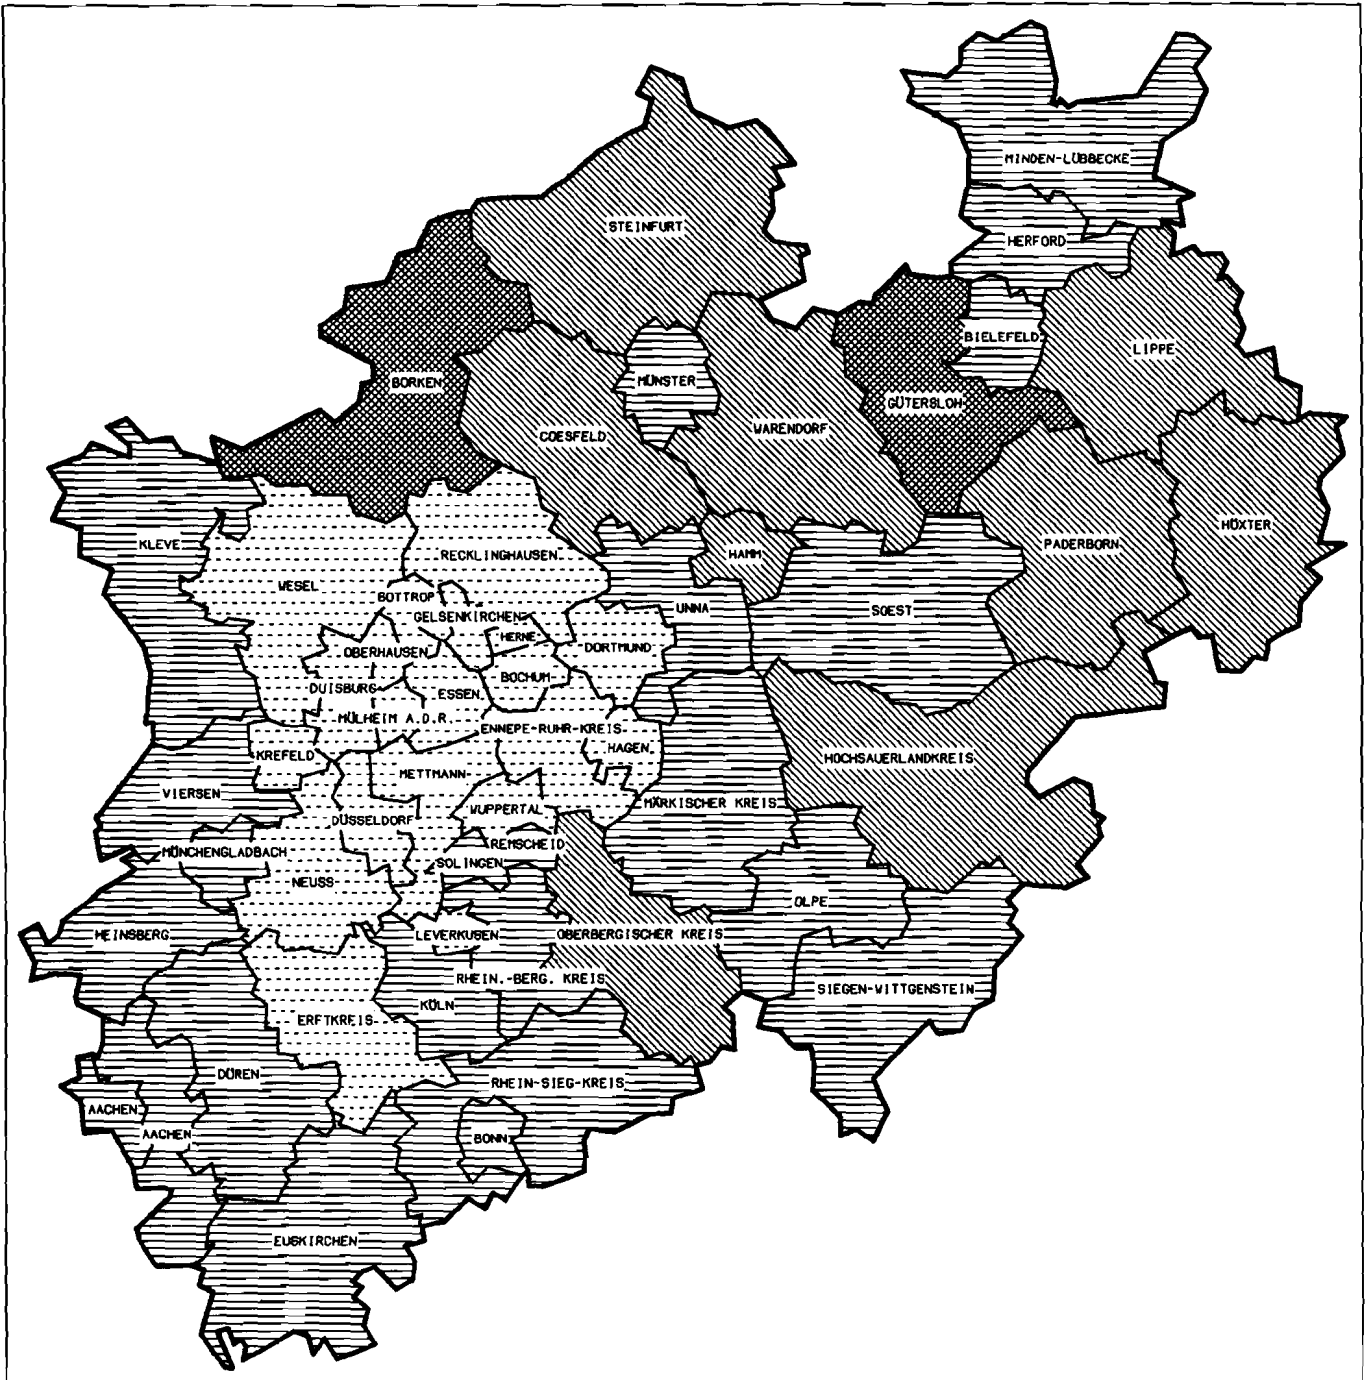 MINDEN-LÜBBECKE
STEINFURT
HERFORD
BIELEFELD
LIPPE
BORKEN
MÜNSTER
GÜTERSLOH
COESFELD
WARENDORF
HÖXTER
KLEVE
PADERBORN
RECKLINGHAUSEN
HAMM
WESEL
BOTTROP
UNNA
SOEST
GELSENKIRCHEN
HERNE
OBERHAUSEN
DORTMUND
BOCHUM
DUISBURG
ESSEN
MÜLHEIM A.D.R.
ENNEPE-RUHR-KREIS
KREFELD
HAGEN
HOCHSAUERLANDKREIS
METTMANN
VIERSEN
MÄRKISCHER KREIS
WUPPERTAL
DÜSSELDORF
REMSCHEID
MÖNCHENGLADBACH
SOLINGEN
NEUSS
OLPE
HEINSBERG
LEVERKUSEN
OBERBERGISCHER KREIS
RHEIN.-BERG. KREIS
SIEGEN-WITTGENSTEIN
KÖLN
ERFTKREIS
DÜREN
RHEIN-SIEG-KREIS
AACHEN
AACHEN
BONN
EUSKIRCHEN